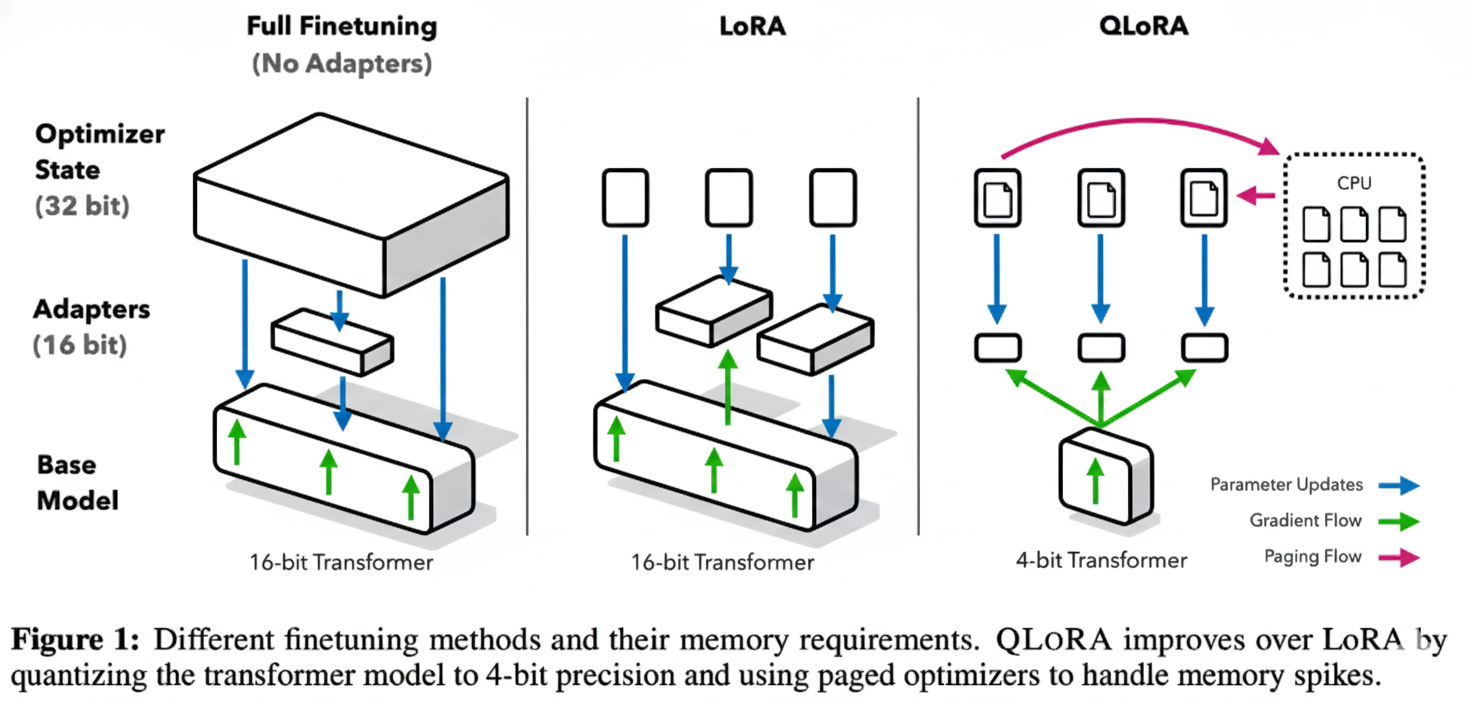 Full Finetuning
(No Adapters)
LoRA
QLoRA
Optimizer
State
(32 bit)
CPU
Adapters
(16 bit)
Base
Model
Parameter Updates
Gradient Flow
Paging Flow
16-bit Transformer
16-bit Transformer
4-bit Transformer
Figure 1: Different finetuning methods and their memory requirements. QLORA improves over LoRA by
quantizing the transformer model to 4-bit precision and using paged optimizers to handle memory spikes.